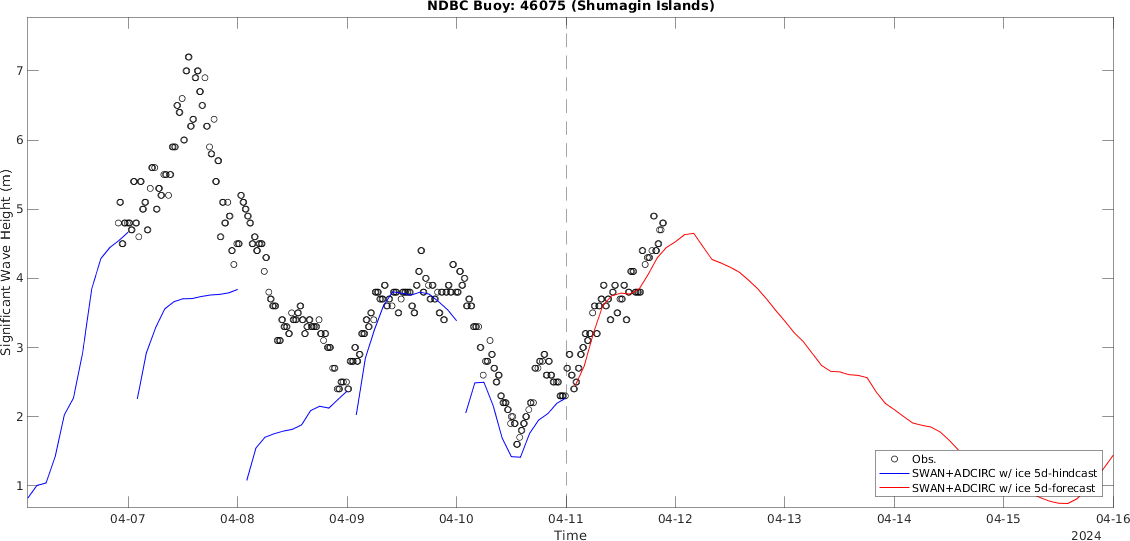 NDBC Buoy: 46075 (Shumagin Islands)
Significant Wave Height (m)
7
6
5
4
3
2
1
Obs.
SWAN+ADCIRC w/ ice 5d-hindcast
SWAN+ADCIRC w/ ice 5d-forecast
04-07 04-08 04-09 04-10 04-11 04-12 04-13 04-14 04-15 04-16
Time
2024